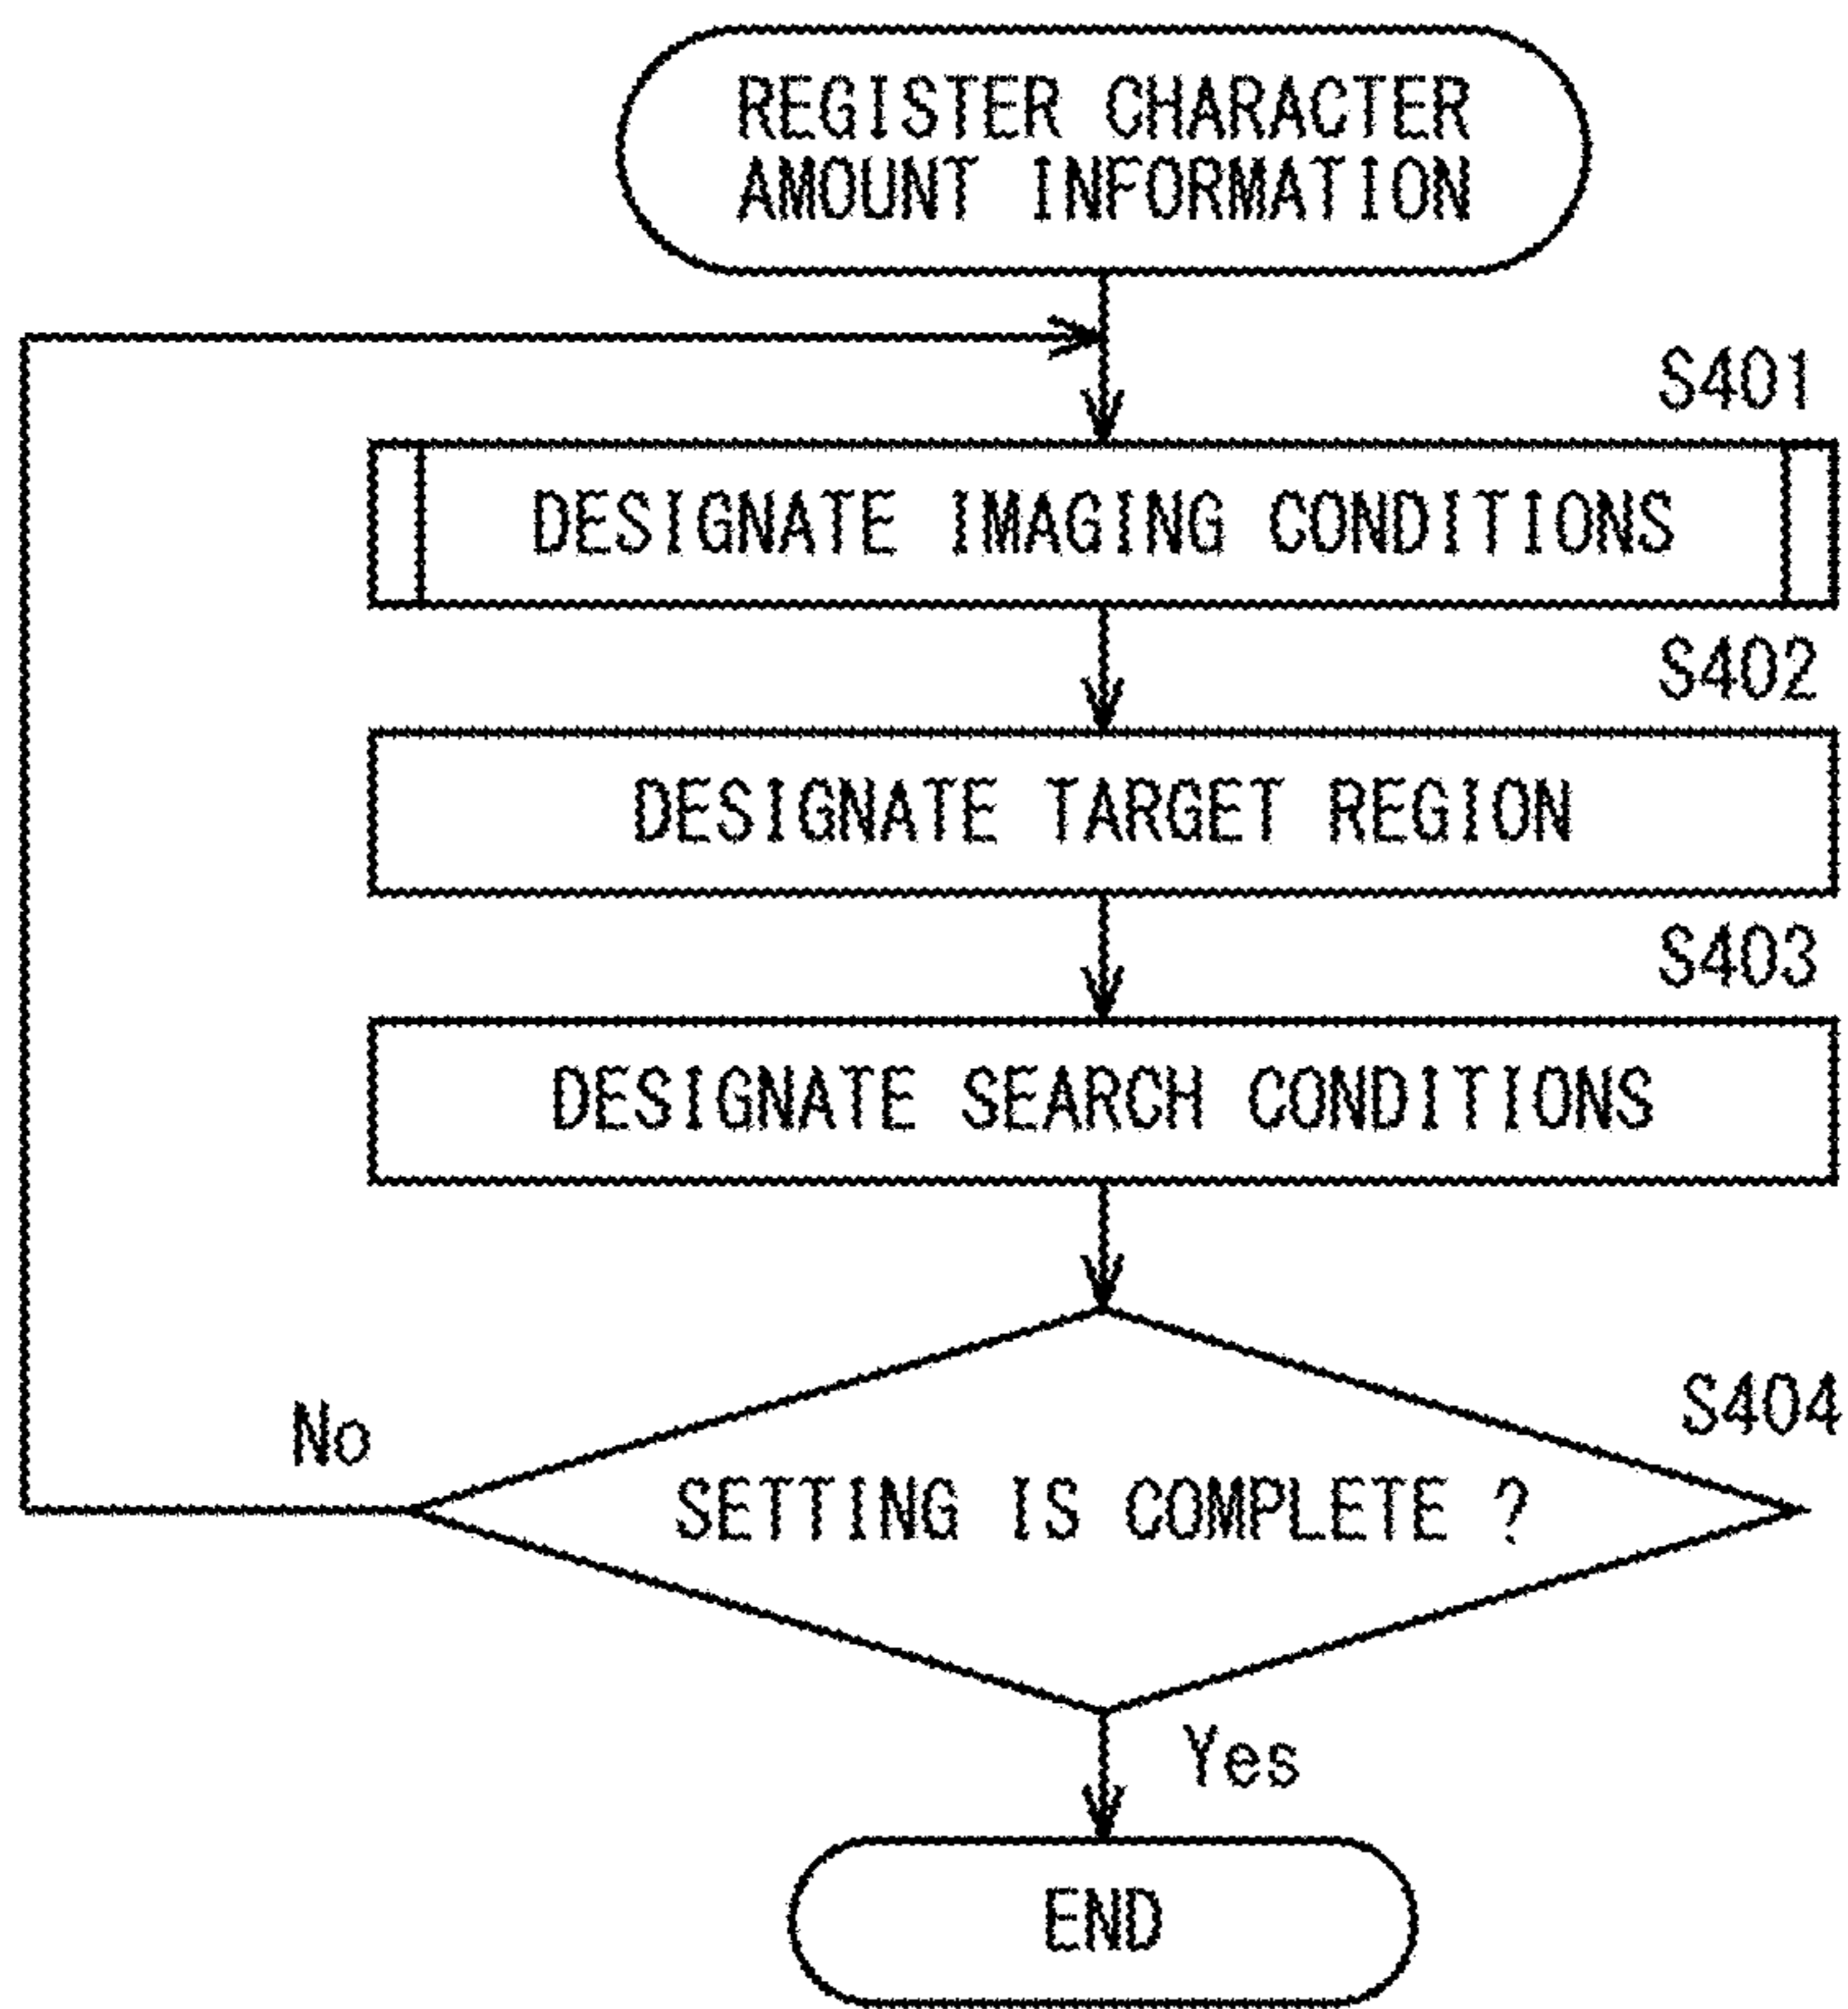 REGISTER CHARACTER
AMOUNT INFORMATION
S401
DESIGNATE IMAGING CONDITIONS
S402
DESIGNATE TARGET REGION
S403
DESIGNATE SEARCH CONDITIONS
S404
No
SETTING IS COMPLETE ?
Yes
END